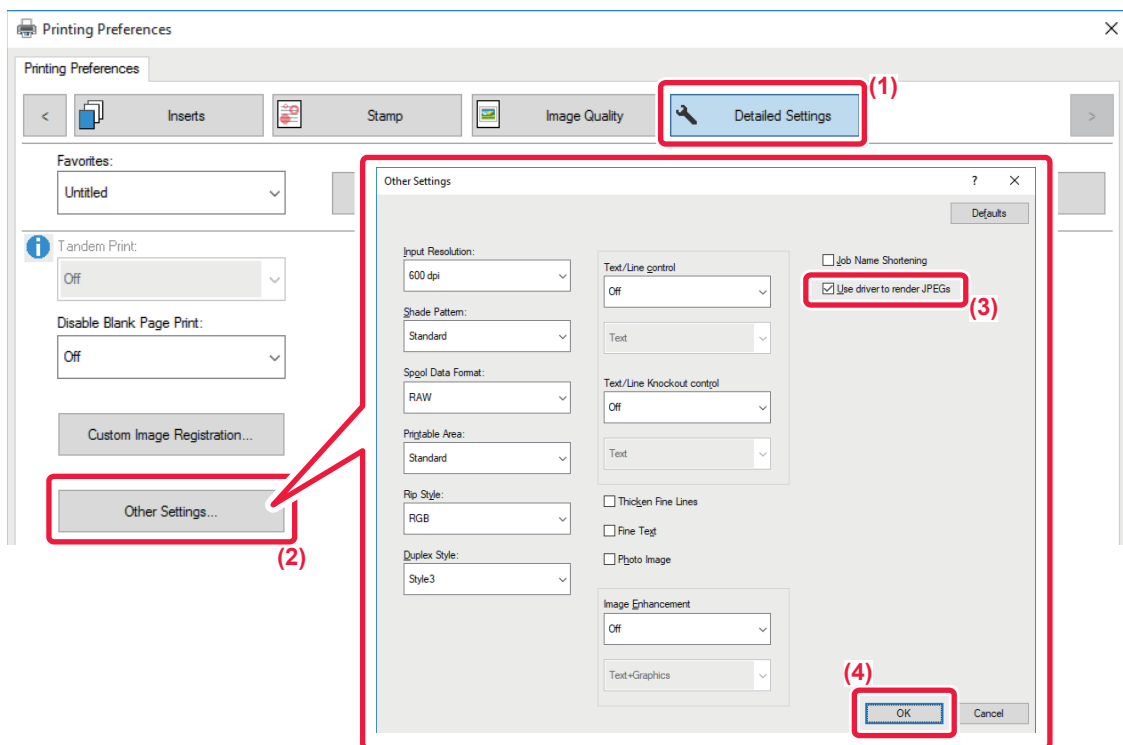 Printing Preferences
Printing Preferences
(1)
<
Inserts
Stamp
Image Quality
Detailed Settings
>
Favorites:
Untitled
Tandem Print:
Off
Disable Blank Page Print:
Off
Custom Image Registration...
Other Settings...
(2)
Other Settings
?
Defaults
Input Resolution:
600 dpi
Shade Pattern:
Standard
Spool Data Format:
RAW
Printable Area:
Standard
Rip Style:
RGB
Duplex Style:
Style3
Text/Line control
Off
Text
Text/Line Knockout control
Off
Text
Thicken Fine Lines
Fine Text
Photo Image
Image Enhancement
Off
Text+Graphics
Job Name Shortening
Use driver to render JPEGs
(3)
(4)
OK
Cancel